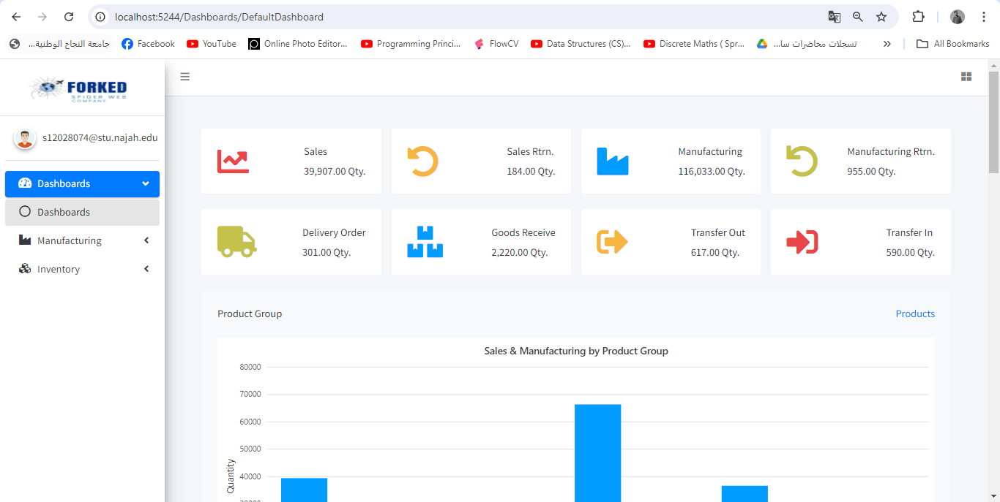 localhost:5244/Dashboards/DefaultDashboard
جامعة النجاح الوطنية...
Facebook
YouTube
Online Photo Editor...
Programming Princi...
FlowCV
Data Structures (CS)...
Discrete Maths ( Spr...
تسجلات محاضرات سا...
All Bookmarks
FORKED
SPIDER WEB
COMPANY
s12028074@stu.najah.edu
Dashboards
Dashboards
Manufacturing
Inventory
Sales
39,907.00 Qty.
Sales Rtrn.
184.00 Qty.
Manufacturing
116,033.00 Qty.
Manufacturing Rtrn.
955.00 Qty.
Delivery Order
301.00 Qty.
Goods Receive
2,220.00 Qty.
Transfer Out
617.00 Qty.
Transfer In
590.00 Qty.
Product Group
Products
Sales & Manufacturing by Product Group
80000
70000
60000
50000
40000
30000
Quantity